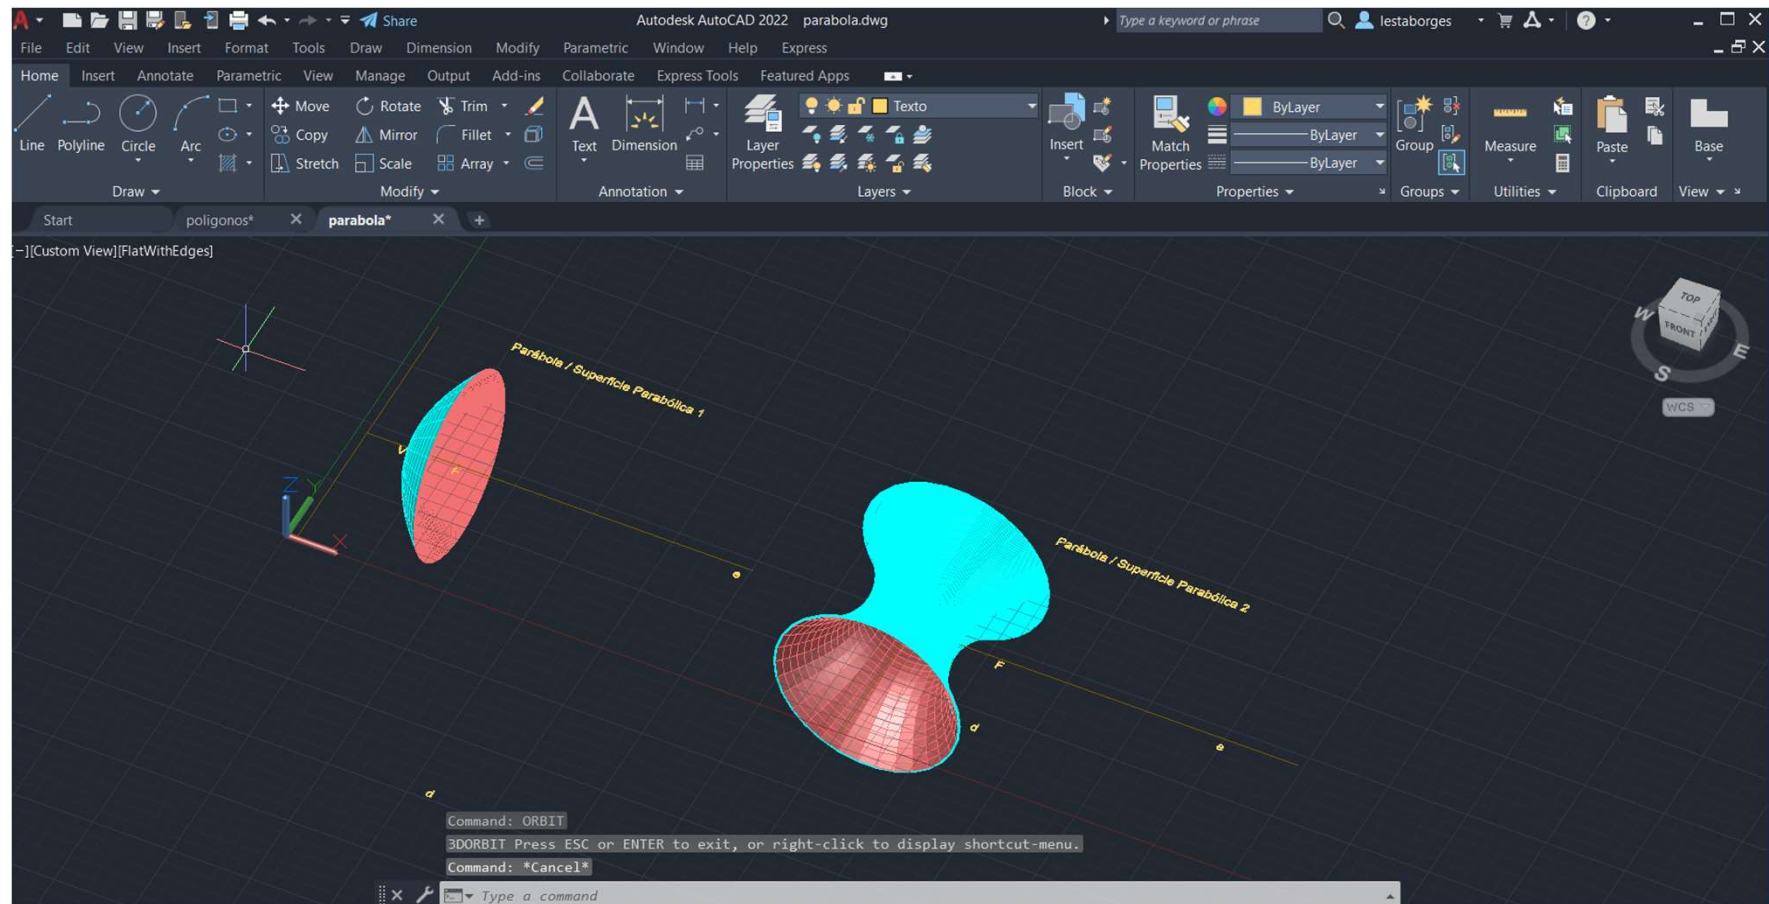 A Share Autodesk AutoCAD 2022 parabola.dwg Type a keyword or phrase lestaborges ?
File Edit View Insert Format Tools Draw Dimension Modify Parametric Window Help Express
Home Insert Annotate Parametric View Manage Output Add-ins Collaborate Express Tools Featured Apps
Line Polyline Circle Arc
Draw
Move Rotate Trim
Copy Mirror Fillet
Stretch Scale Array
Modify
A
Text Dimension
Annotation
Layer Properties
Texto
Layers
Insert
Block
Match Properties
ByLayer
ByLayer
ByLayer
Properties
Group
Groups
Measure
Utilities
Paste
Clipboard
Base
View
Start poligonos* parabola*
[−][Custom View][FlatWithEdges]
TOP
FRONT
W
E
S
WCS
Parábola / Superfície Parabólica 1
V
F
Z
Y
X
e
Parábola / Superfície Parabólica 2
F
d
e
d
Command: ORBIT
3DORBIT Press ESC or ENTER to exit, or right-click to display shortcut-menu.
Command: *Cancel*
Type a command